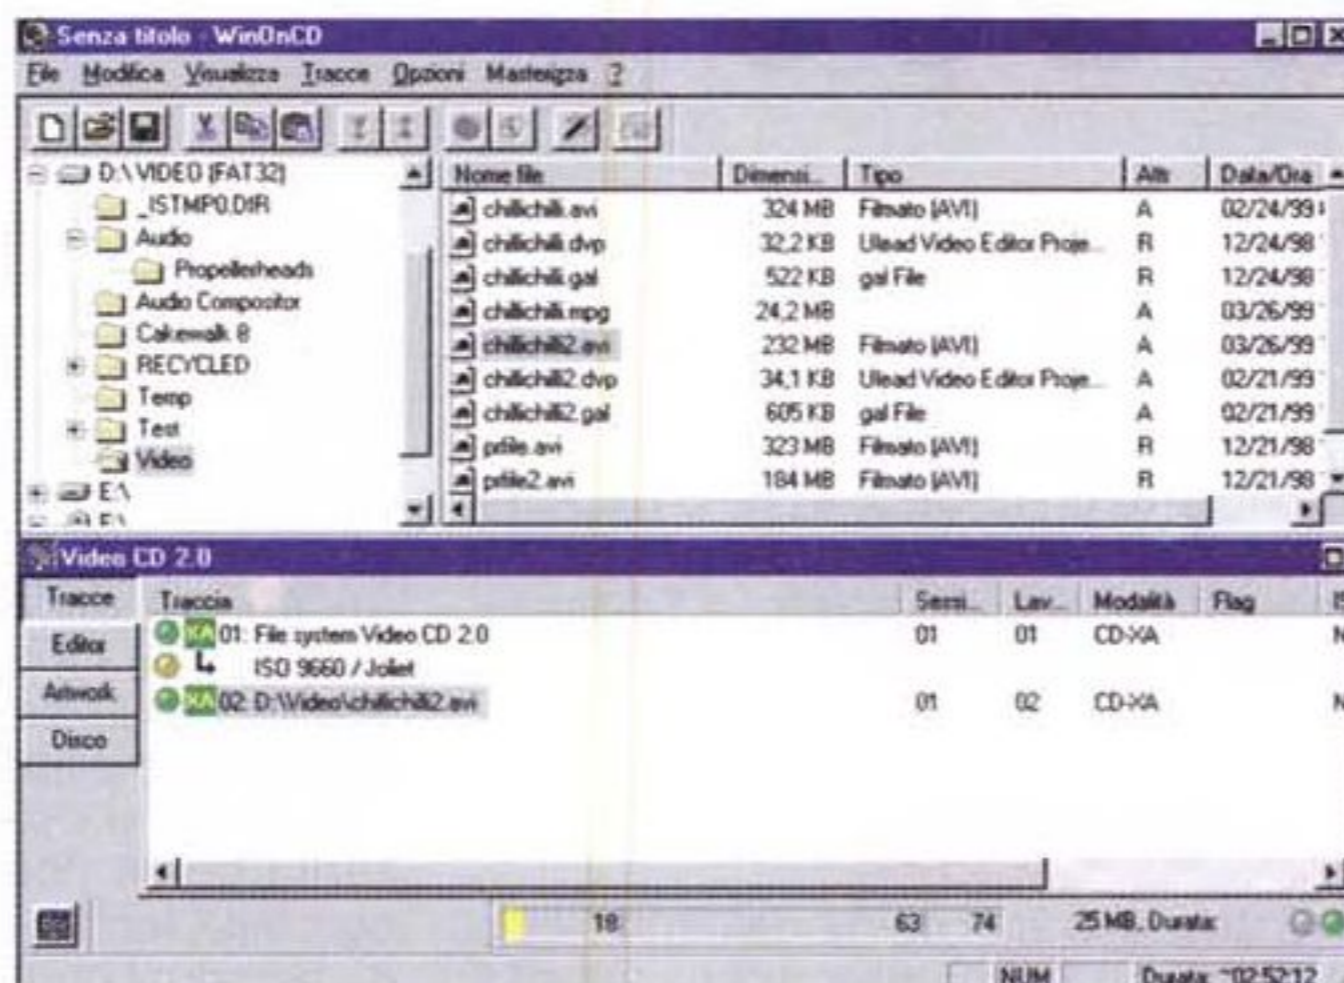 Senza titolo - WinOnCD
File Modifica Visualizza Tracce Opzioni Masterizza ?
D:\VIDEO (FAT32)
_ISTMP0.DIR
Audio
Propellerheads
Audio Compositor
Cakewalk 8
RECYCLED
Temp
Test
Video
E:\
F:\
Nome file Dimensi... Tipo Attr Data/Ora
chillichilli.avi 324 MB Filmato (AVI) A 02/24/99
chillichilli.dvp 32,2 KB Ulead Video Editor Proje... R 12/24/98
chillichilli.gal 522 KB gal File R 12/24/98
chillichilli.mpg 24,2 MB A 03/26/99
chillichilli2.avi 232 MB Filmato (AVI) A 03/26/99
chillichilli2.dvp 34,1 KB Ulead Video Editor Proje... A 02/21/99
chillichilli2.gal 605 KB gal File A 02/21/99
pdfile.avi 323 MB Filmato (AVI) R 12/21/98
pdfile2.avi 184 MB Filmato (AVI) R 12/21/98
Video CD 2.0
Tracce
Editor
Artwork
Disco
Traccia Sessi... Lav... Modalità Flag
XA 01: File system Video CD 2.0 01 01 CD-XA
ISO 9660 / Joliet
XA 02: D:\Video\chillichilli2.avi 01 02 CD-XA
18 63 74 25 MB, Durata:
NUM Durata: ~02:52:12